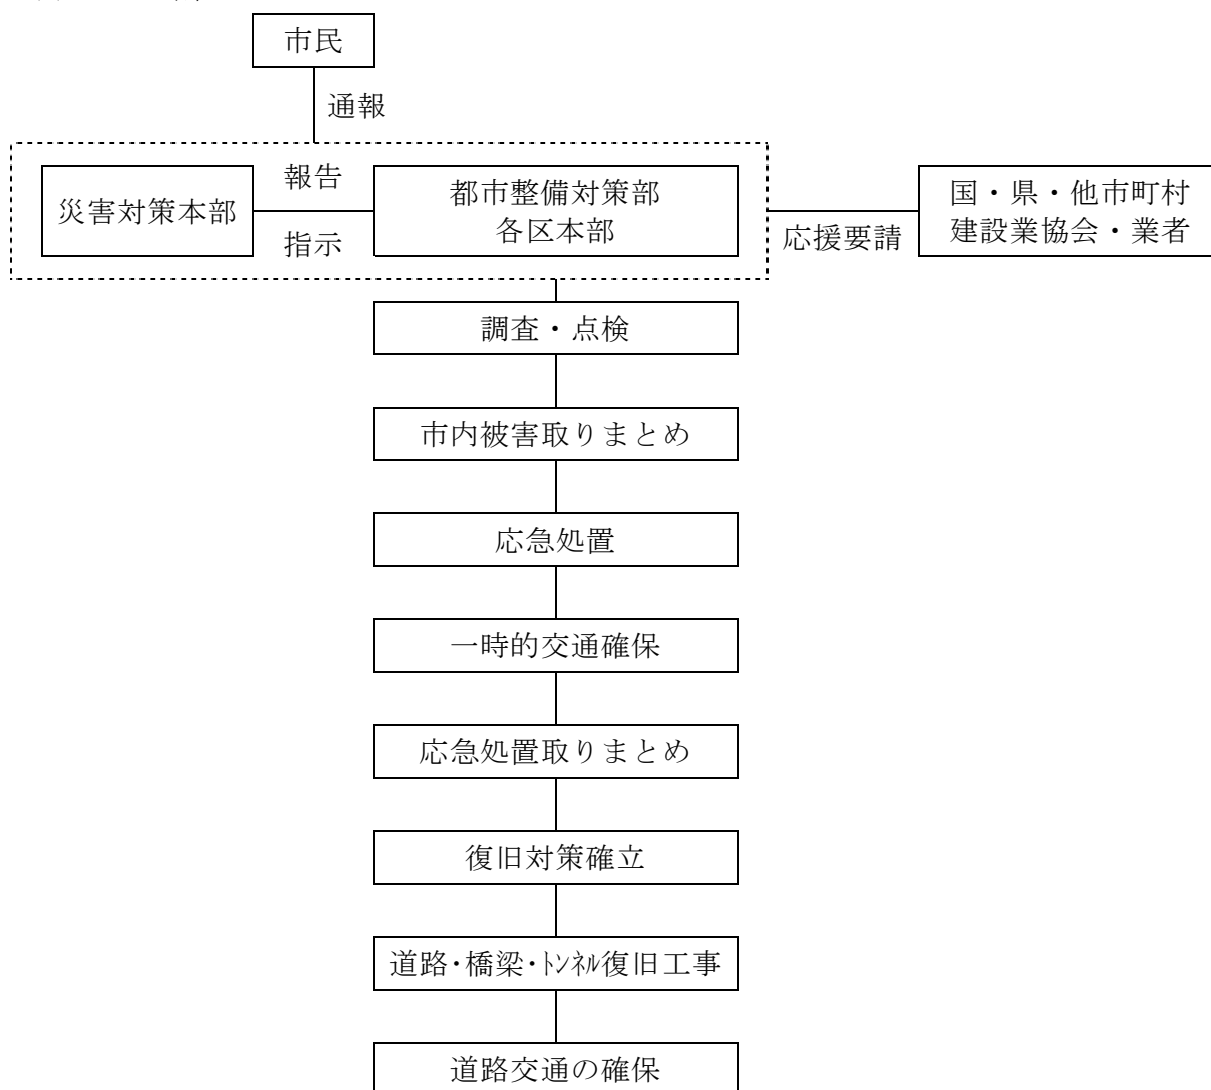 市民
通報
災害対策本部
報告
指示
都市整備対策部
各区本部
応援要請
国・県・他市町村
建設業協会・業者
調査・点検
市内被害取りまとめ
応急処置
一時的交通確保
応急処置取りまとめ
復旧対策確立
道路・橋梁・ﾄﾝﾈﾙ復旧工事
道路交通の確保